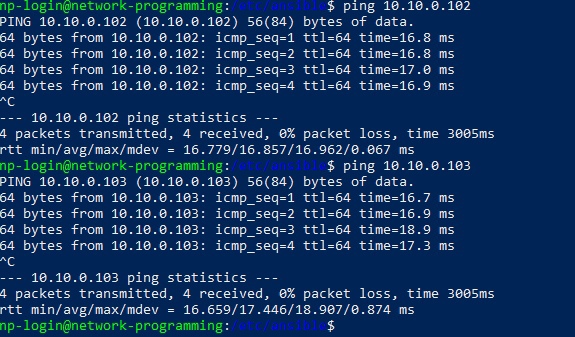 np-login@network-programming:/etc/ansible$ ping 10.10.0.102
PING 10.10.0.102 (10.10.0.102) 56(84) bytes of data.
64 bytes from 10.10.0.102: icmp_seq=1 ttl=64 time=16.8 ms
64 bytes from 10.10.0.102: icmp_seq=2 ttl=64 time=16.8 ms
64 bytes from 10.10.0.102: icmp_seq=3 ttl=64 time=17.0 ms
64 bytes from 10.10.0.102: icmp_seq=4 ttl=64 time=16.9 ms
^C
--- 10.10.0.102 ping statistics ---
4 packets transmitted, 4 received, 0% packet loss, time 3005ms
rtt min/avg/max/mdev = 16.779/16.857/16.962/0.067 ms
np-login@network-programming:/etc/ansible$ ping 10.10.0.103
PING 10.10.0.103 (10.10.0.103) 56(84) bytes of data.
64 bytes from 10.10.0.103: icmp_seq=1 ttl=64 time=16.7 ms
64 bytes from 10.10.0.103: icmp_seq=2 ttl=64 time=16.9 ms
64 bytes from 10.10.0.103: icmp_seq=3 ttl=64 time=18.9 ms
64 bytes from 10.10.0.103: icmp_seq=4 ttl=64 time=17.3 ms
^C
--- 10.10.0.103 ping statistics ---
4 packets transmitted, 4 received, 0% packet loss, time 3005ms
rtt min/avg/max/mdev = 16.659/17.446/18.907/0.874 ms
np-login@network-programming:/etc/ansible$